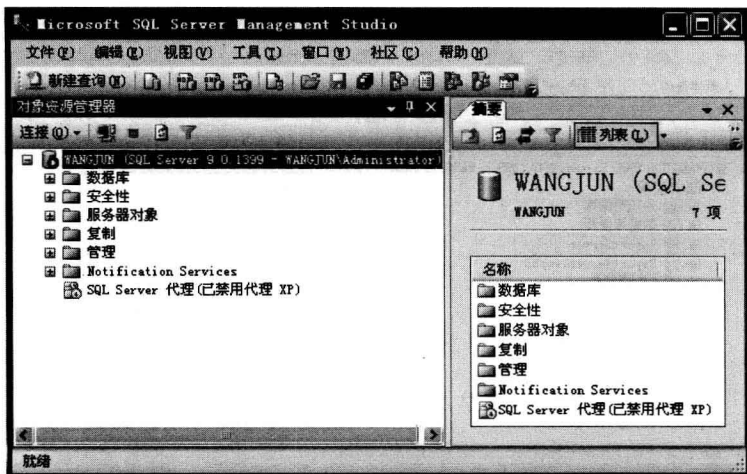 Microsoft SQL Server Management Studio
文件(F) 编辑(E) 视图(V) 工具(T) 窗口(W) 社区(C) 帮助(H)
新建查询(N)
对象资源管理器
摘要
连接(O)
列表(L)
WANGJUN (SQL Server 9.0.1399 - WANGJUN\Administrator)
数据库
安全性
服务器对象
复制
管理
Notification Services
SQL Server 代理(已禁用代理 XP)
WANGJUN (SQL Se
WANGJUN 7 项
名称
数据库
安全性
服务器对象
复制
管理
Notification Services
SQL Server 代理(已禁用代理 XP)
就绪